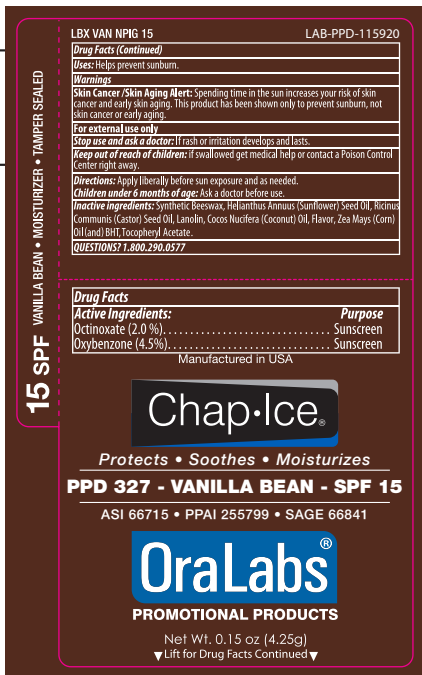 LBX VAN NPIG 15 LAB-PPD-115920
Drug Facts (Continued)
Uses: Helps prevent sunburn.
Warnings
Skin Cancer /Skin Aging Alert: Spending time in the sun increases your risk of skin
cancer and early skin aging. This product has been shown only to prevent sunburn, not
skin cancer or early aging.
For external use only
Stop use and ask a doctor: If rash or irritation develops and lasts.
Keep out of reach of children: if swallowed get medical help or contact a Poison Control
Center right away.
Directions: Apply liberally before sun exposure and as needed.
Children under 6 months of age: Ask a doctor before use.
Inactive ingredients: Synthetic Beeswax, Helianthus Annuus (Sunflower) Seed Oil, Ricinus
Communis (Castor) Seed Oil, Lanolin, Cocos Nucifera (Coconut) Oil, Flavor, Zea Mays (Corn)
Oil (and) BHT, Tocopheryl Acetate.
QUESTIONS? 1.800.290.0577
15 SPF VANILLA BEAN • MOISTURIZER • TAMPER SEALED
Drug Facts
Active Ingredients: Purpose
Octinoxate (2.0 %)............................. Sunscreen
Oxybenzone (4.5%)............................ Sunscreen
Manufactured in USA
Chap•Ice®
Protects • Soothes • Moisturizes
PPD 327 - VANILLA BEAN - SPF 15
ASI 66715 • PPAI 255799 • SAGE 66841
OraLabs®
PROMOTIONAL PRODUCTS
Net Wt. 0.15 oz (4.25g)
▼Lift for Drug Facts Continued▼